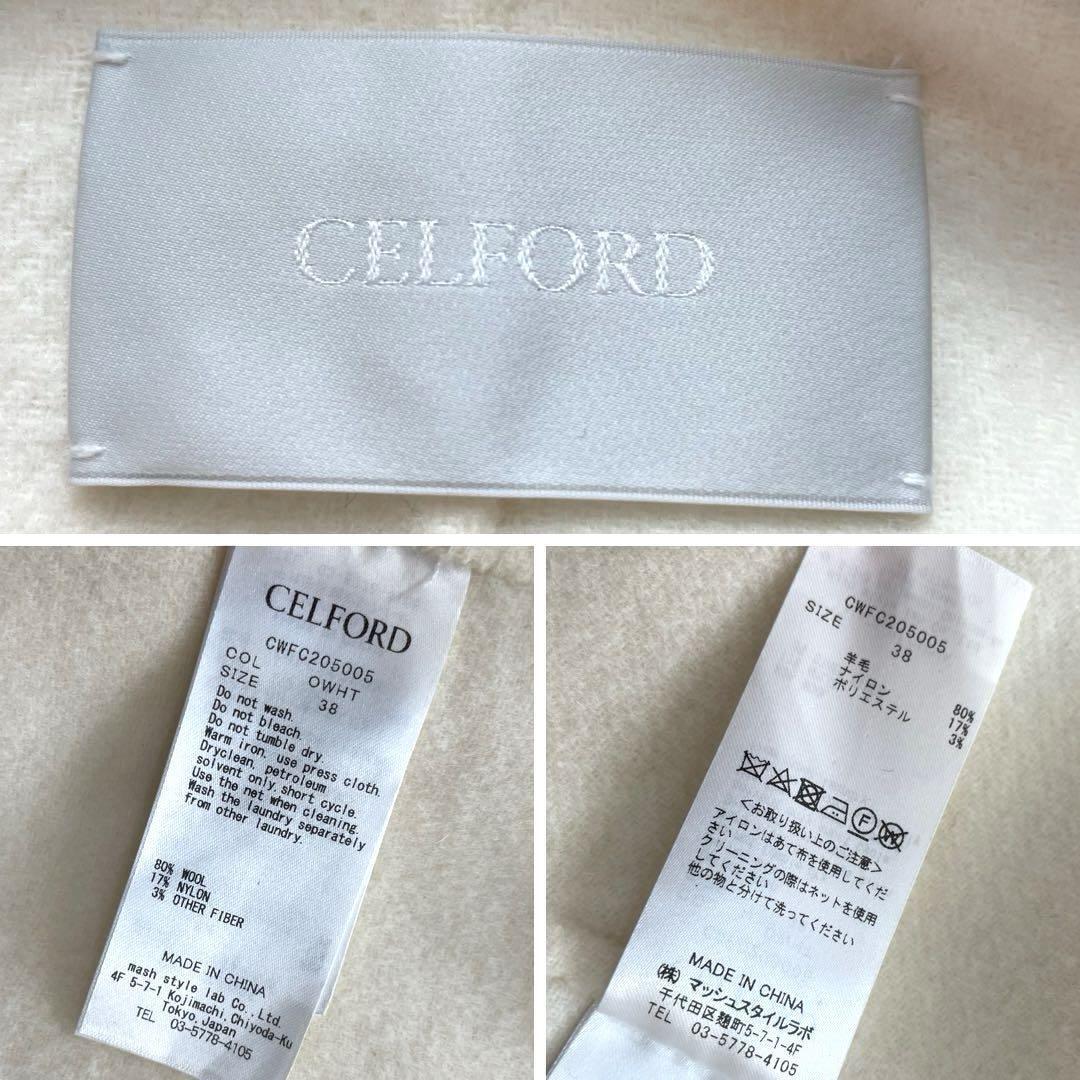 CELFORD
CELFORD
CWFC205005
COL OWHT
SIZE 38
Do not wash.
Do not bleach.
Do not tumble dry.
Warm iron, use press cloth.
Dryclean, petroleum
solvent only, short cycle.
Use the net when cleaning.
Wash the laundry separately
from other laundry.
80% WOOL
17% NYLON
3% OTHER FIBER
MADE IN CHINA
mash style lab Co., Ltd.
4F 5-7-1 Kojimachi, Chiyoda-Ku
Tokyo, Japan
TEL 03-5778-4105
CWFC205005
SIZE 38
羊毛 80%
ナイロン 17%
ポリエステル 3%
F W
<お取り扱い上のご注意>
アイロンはあて布を使用してくだ
さい
クリーニングの際はネットを使用
してください
他の物と分けて洗ってください
MADE IN CHINA
(株) マッシュスタイルラボ
千代田区麹町5-7-1-4F
TEL 03-5778-4105